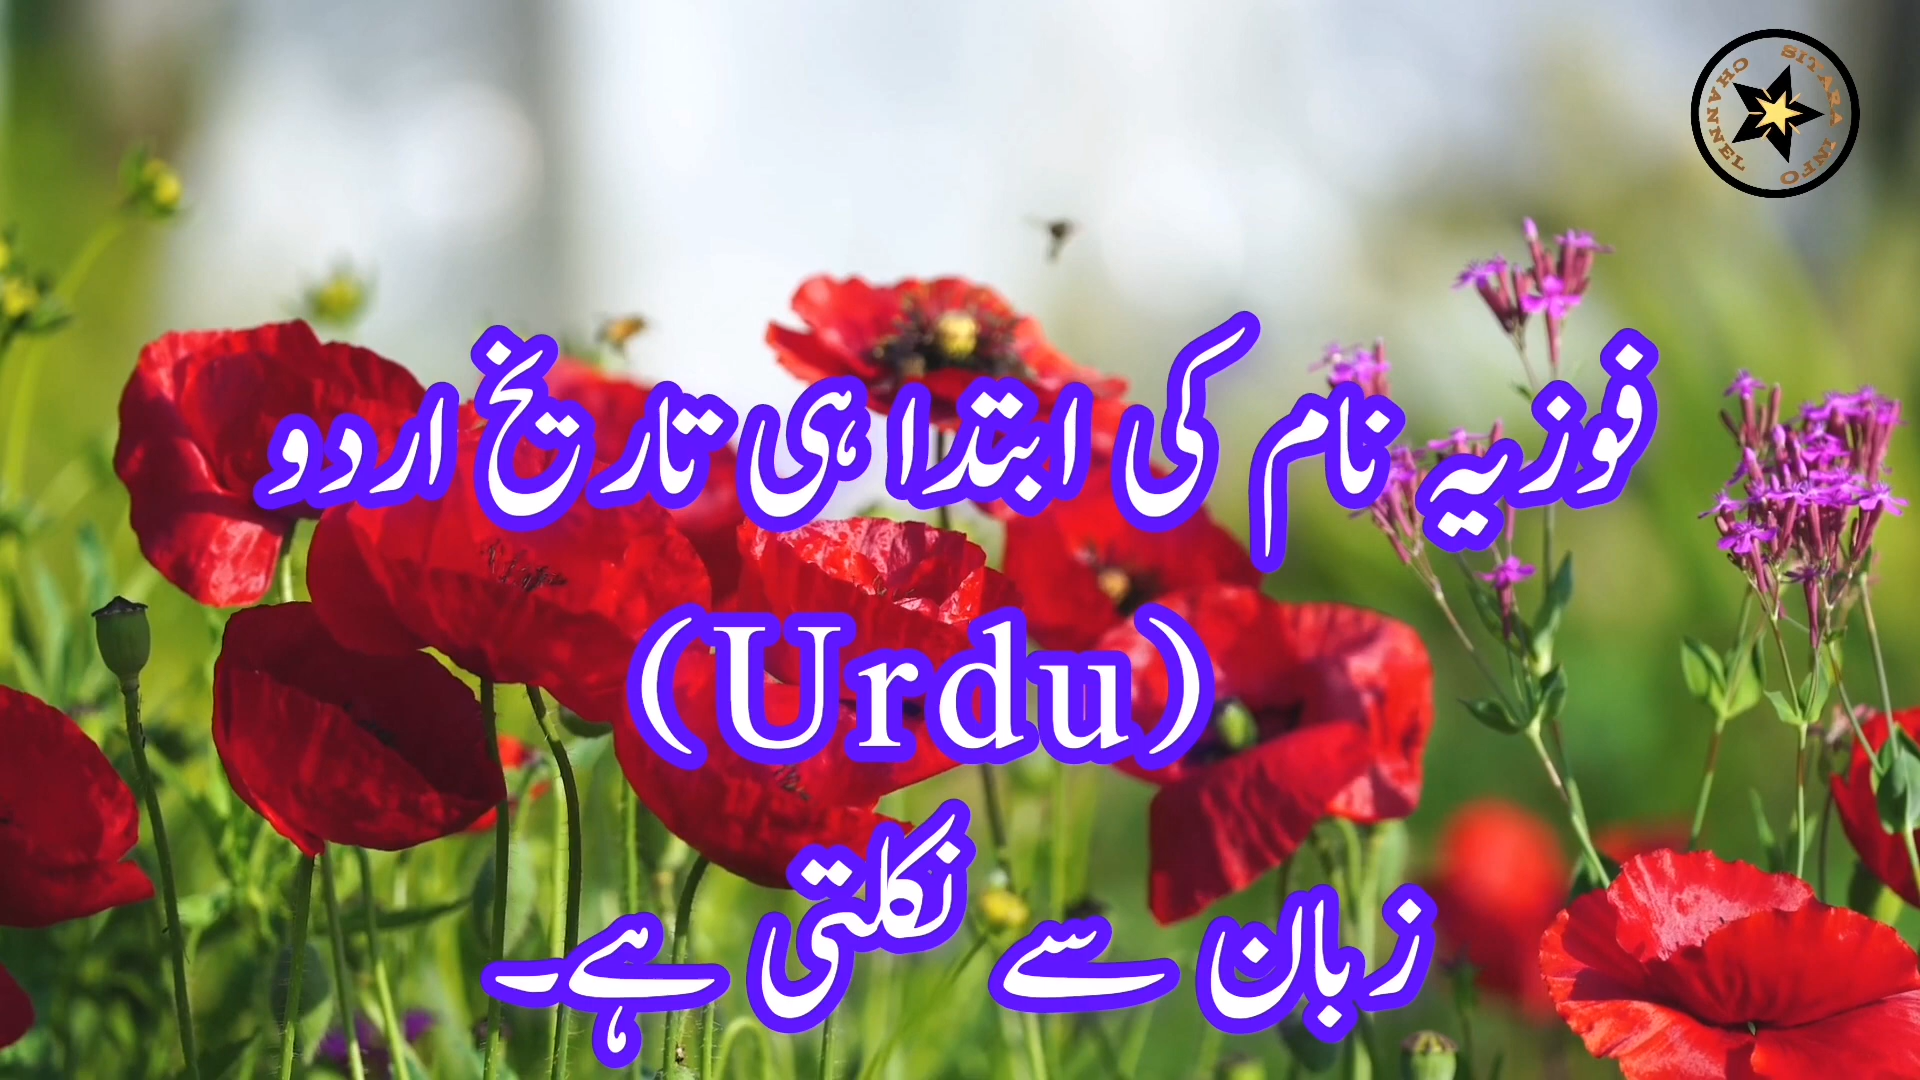 SITARA INFO
CHANNEL
فوزیہ نام کی ابتدا ہی تاریخ اردو
(Urdu)
زبان سے نکلتی ہے۔